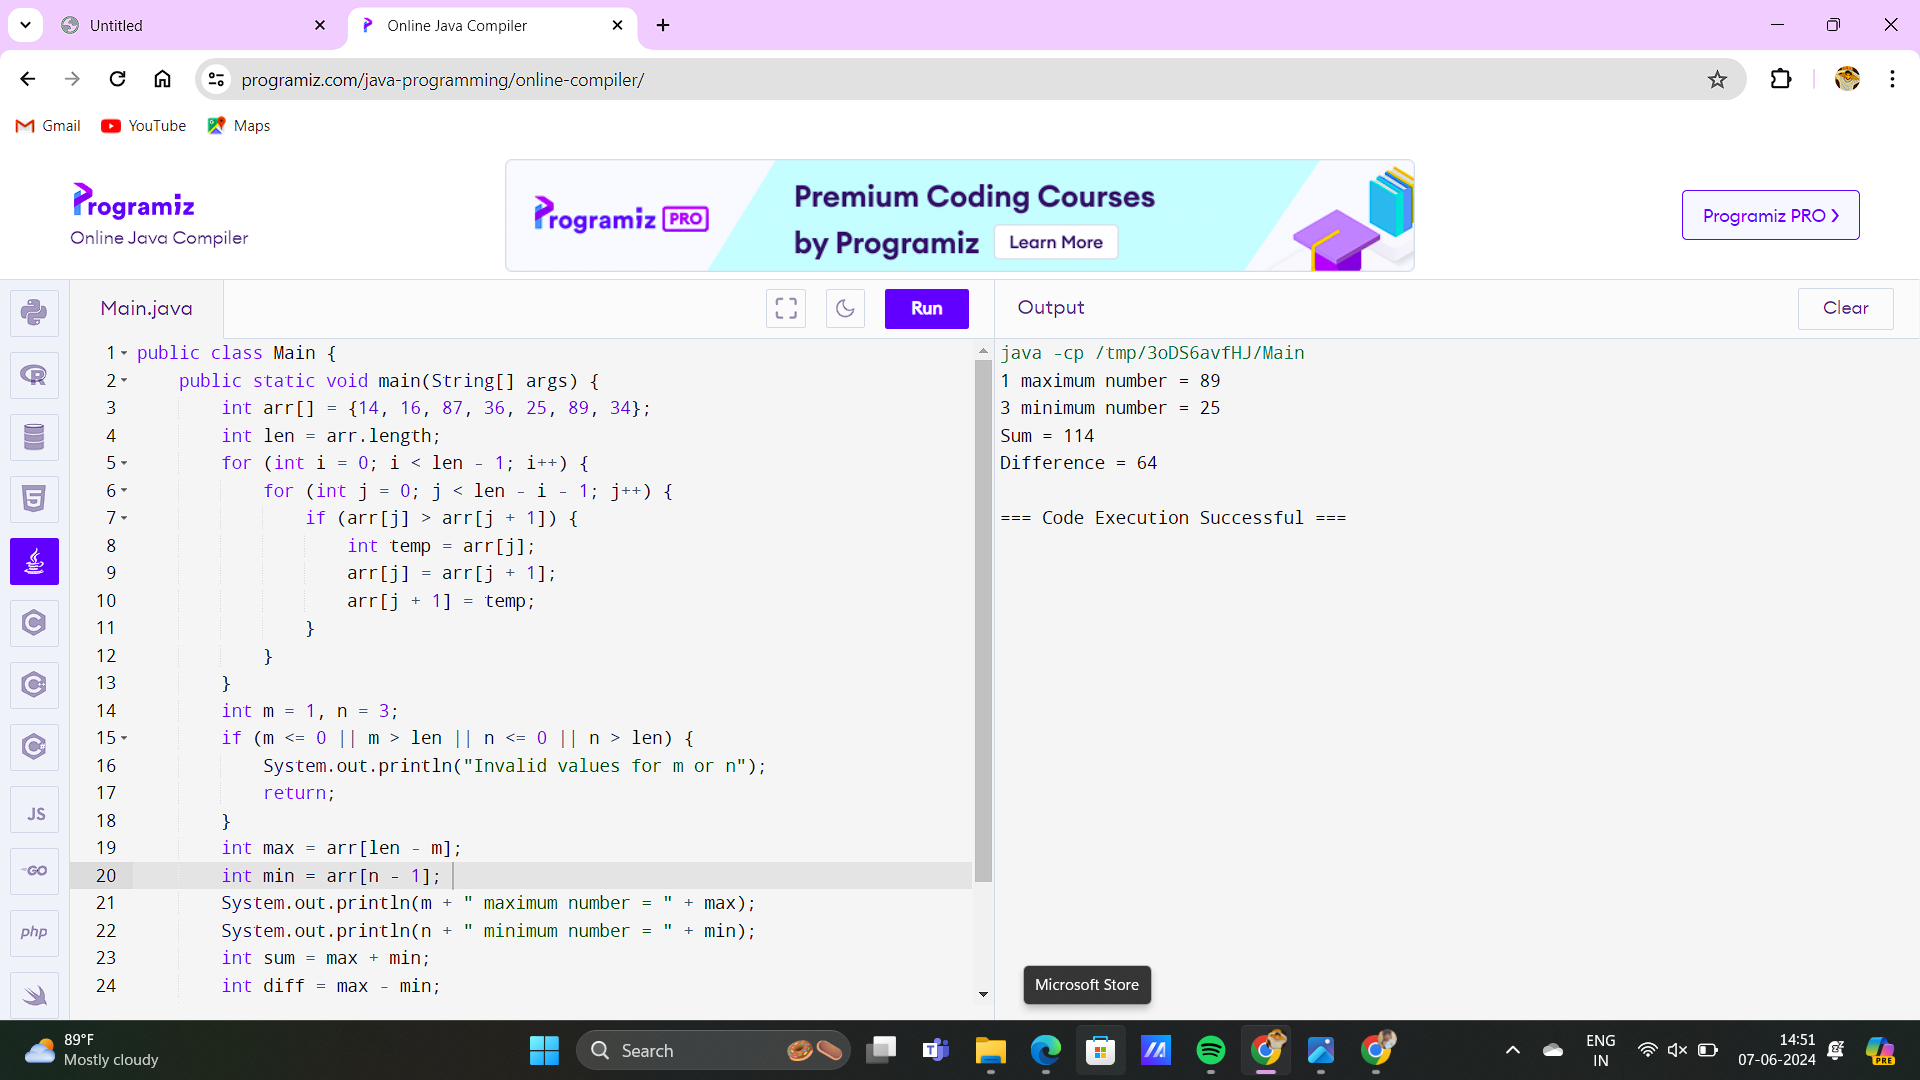 Untitled
Online Java Compiler
programiz.com/java-programming/online-compiler/
Gmail YouTube Maps
Programiz
Online Java Compiler
Programiz PRO
Premium Coding Courses
by Programiz Learn More
Programiz PRO ❯
Main.java Run
1 public class Main {
2 public static void main(String[] args) {
3 int arr[] = {14, 16, 87, 36, 25, 89, 34};
4 int len = arr.length;
5 for (int i = 0; i < len - 1; i++) {
6 for (int j = 0; j < len - i - 1; j++) {
7 if (arr[j] > arr[j + 1]) {
8 int temp = arr[j];
9 arr[j] = arr[j + 1];
10 arr[j + 1] = temp;
11 }
12 }
13 }
14 int m = 1, n = 3;
15 if (m <= 0 || m > len || n <= 0 || n > len) {
16 System.out.println("Invalid values for m or n");
17 return;
18 }
19 int max = arr[len - m];
20 int min = arr[n - 1];
21 System.out.println(m + " maximum number = " + max);
22 System.out.println(n + " minimum number = " + min);
23 int sum = max + min;
24 int diff = max - min;
Output Clear
java -cp /tmp/3oDS6avfHJ/Main
1 maximum number = 89
3 minimum number = 25
Sum = 114
Difference = 64
=== Code Execution Successful ===
R
5
C
C
C
JS
GO
php
Microsoft Store
89°F
Mostly cloudy
Search
ENG
IN
14:51
07-06-2024
PRE